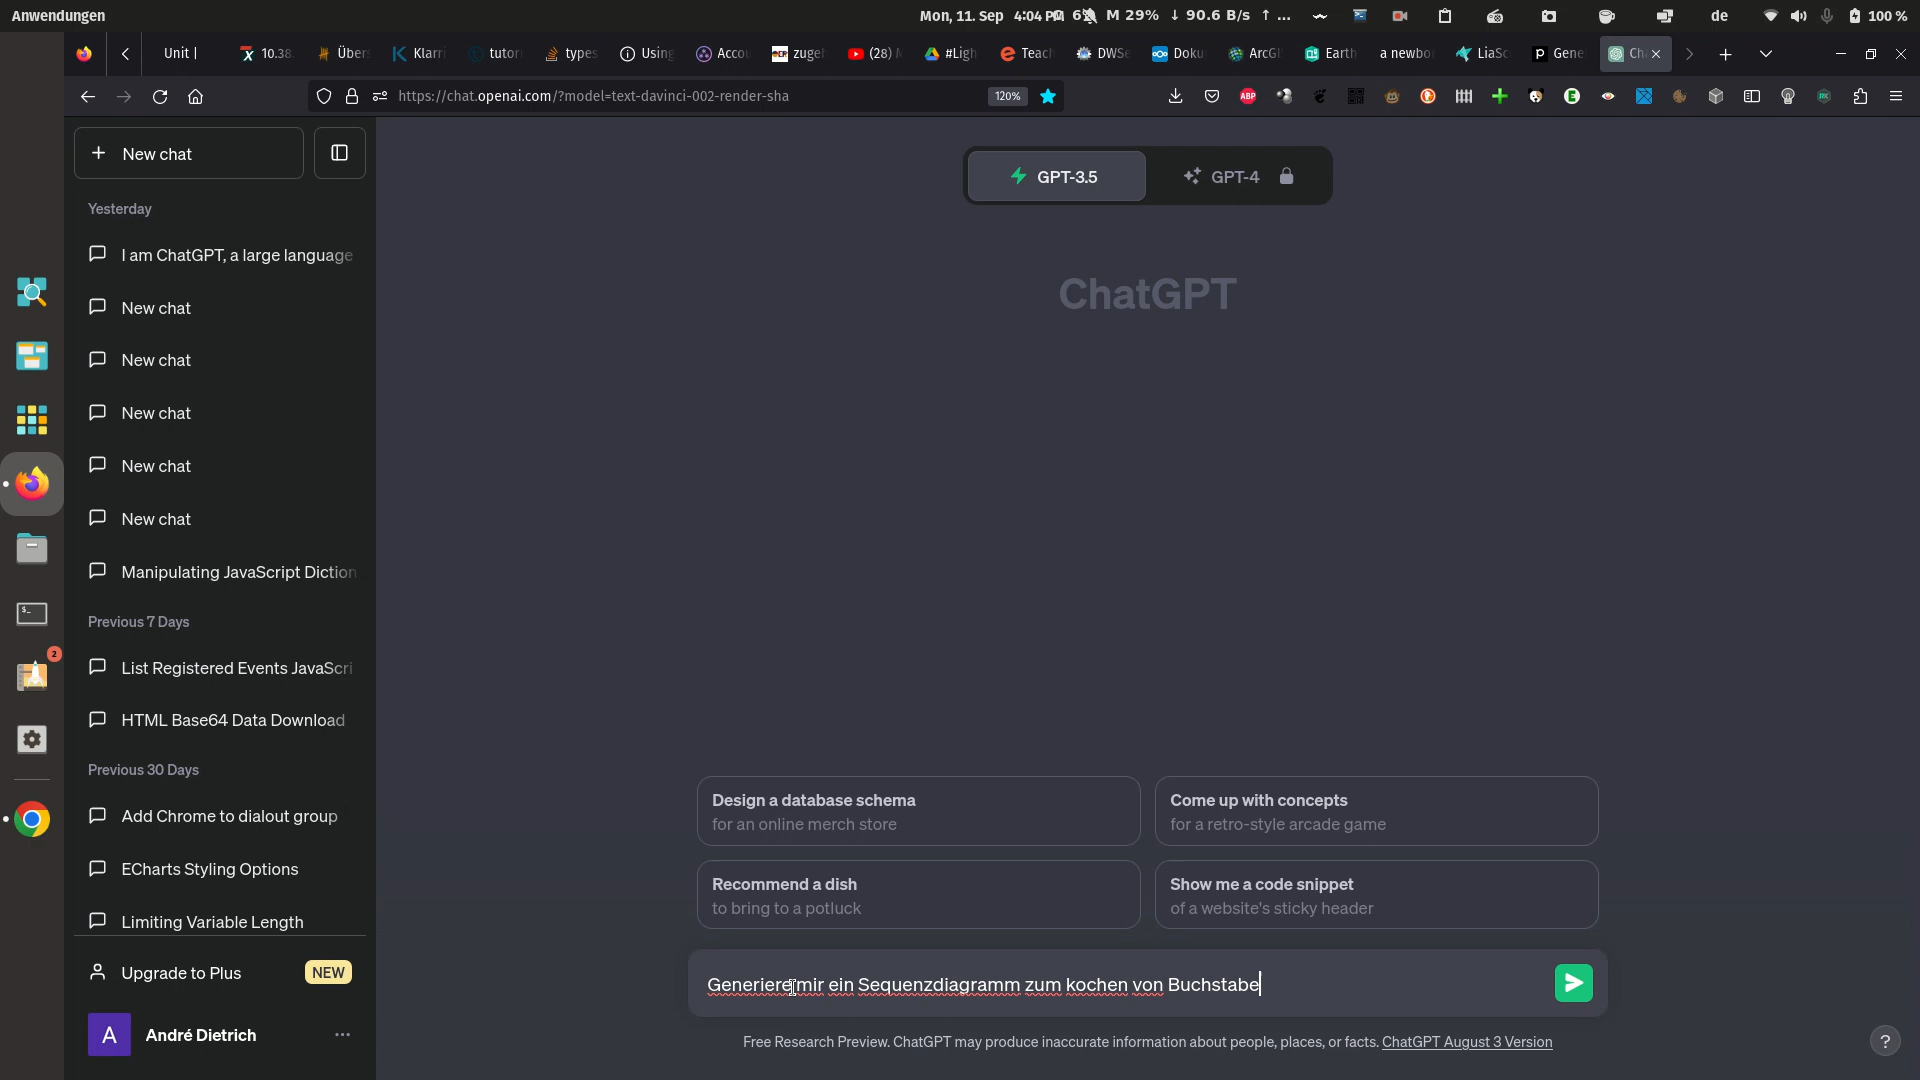 Anwendungen
Mon, 11. Sep 4:04 PM
M 29% ↓ 90.6 B/s ↑ ...
de
100 %
Unit |
10.38
Über
Klarr
tutor
types
Using
Accou
zugeh
(28)
#Ligh
Teach
DWSe
Doku
ArcGI
Earth
a newbo
LiaSc
Gene
Ch
https://chat.openai.com/?model=text-davinci-002-render-sha
120%
ABP
New chat
Yesterday
I am ChatGPT, a large language
New chat
New chat
New chat
New chat
New chat
Manipulating JavaScript Diction
Previous 7 Days
List Registered Events JavaScri
HTML Base64 Data Download
Previous 30 Days
Add Chrome to dialout group
ECharts Styling Options
Limiting Variable Length
Upgrade to Plus
NEW
A
André Dietrich
2
GPT-3.5
GPT-4
ChatGPT
Design a database schema
for an online merch store
Come up with concepts
for a retro-style arcade game
Recommend a dish
to bring to a potluck
Show me a code snippet
of a website's sticky header
Generiere mir ein Sequenzdiagramm zum kochen von Buchstabe
Free Research Preview. ChatGPT may produce inaccurate information about people, places, or facts. ChatGPT August 3 Version
?